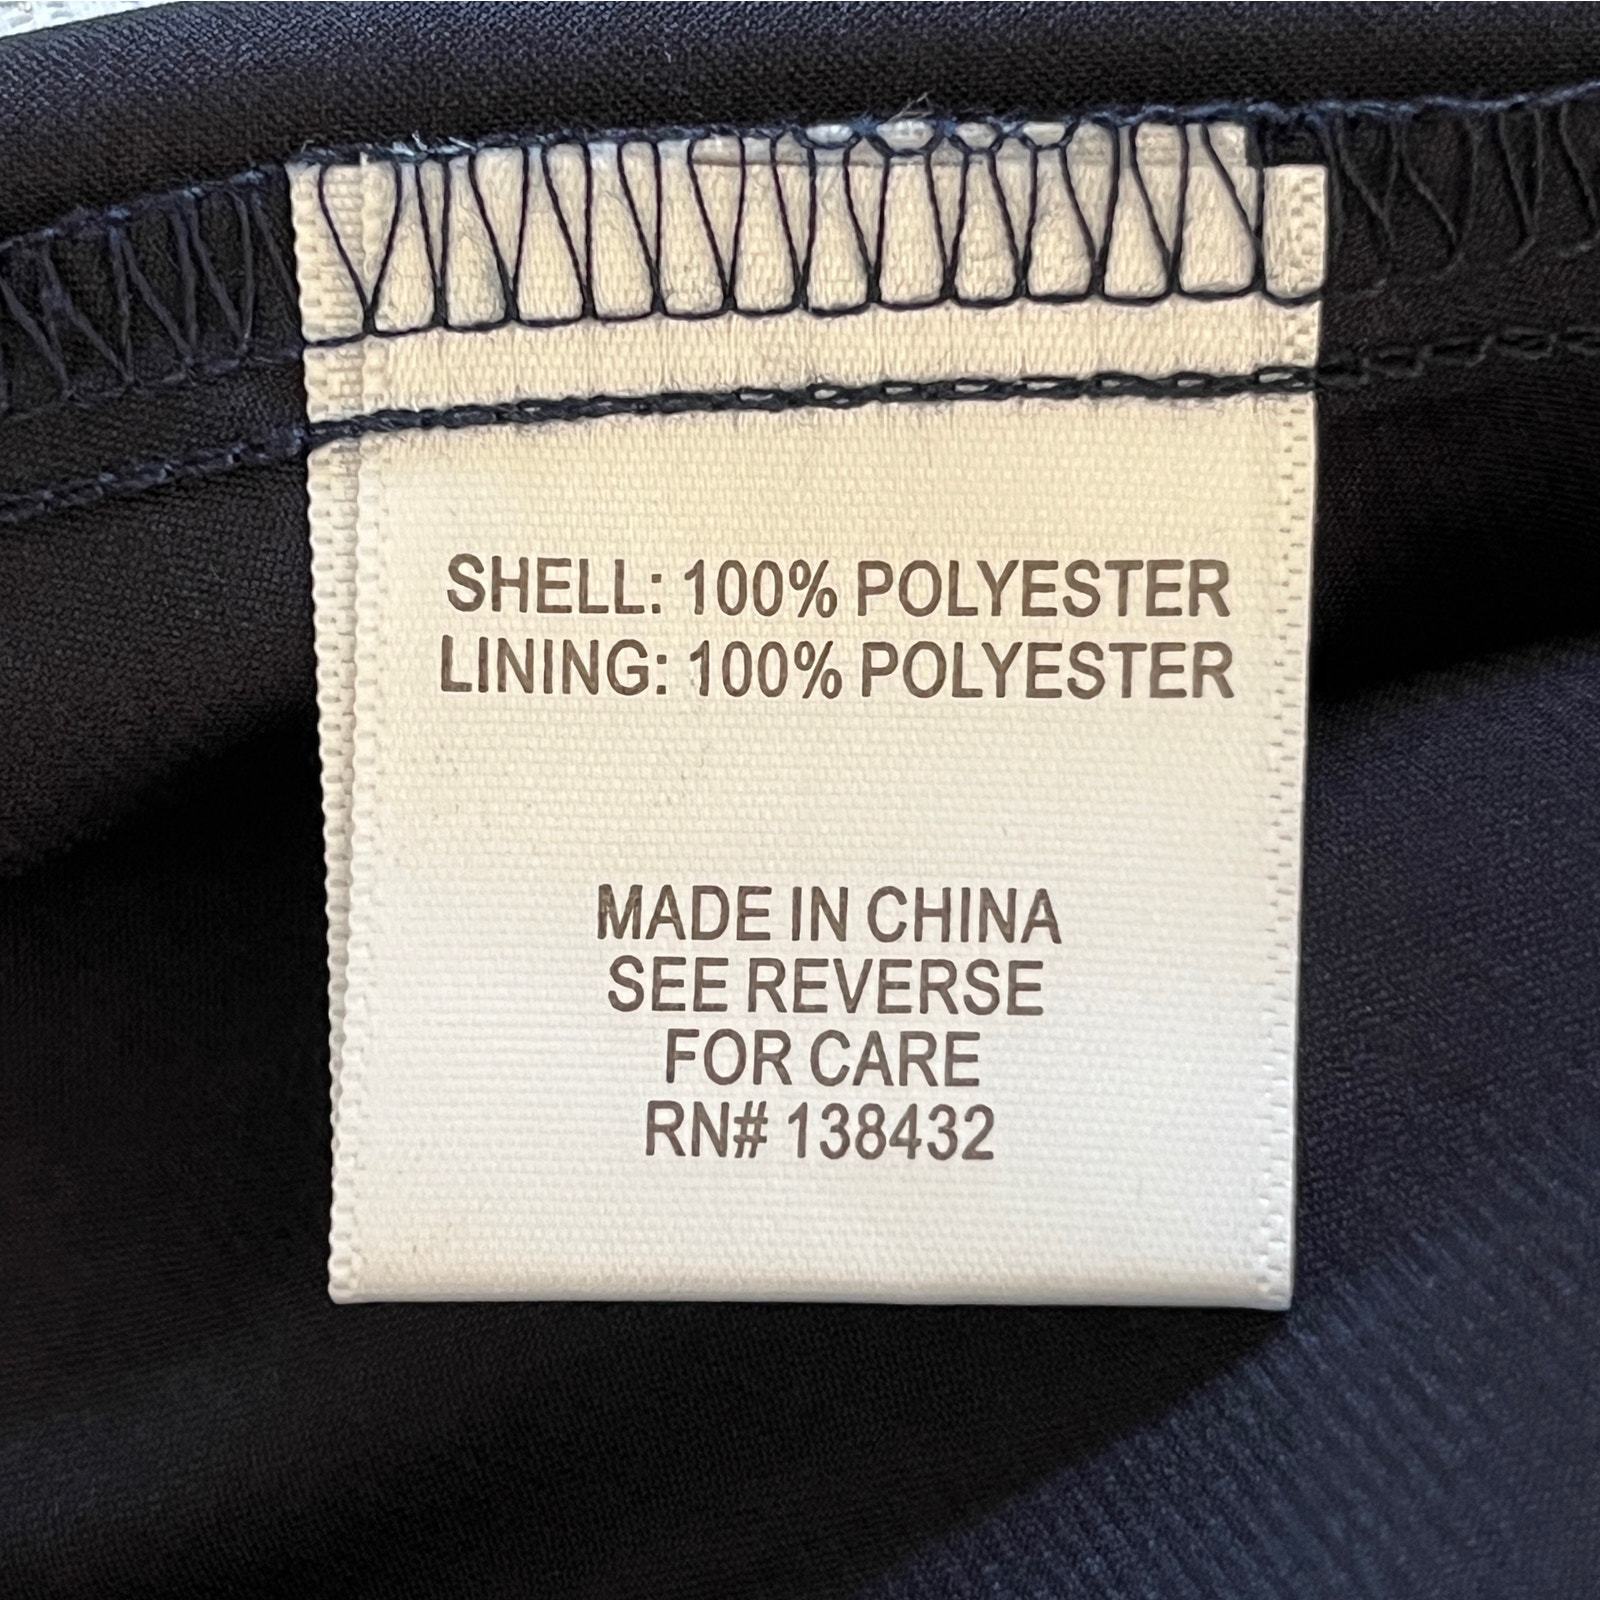 SHELL: 100% POLYESTER
LINING: 100% POLYESTER
MADE IN CHINA
SEE REVERSE
FOR CARE
RN# 138432